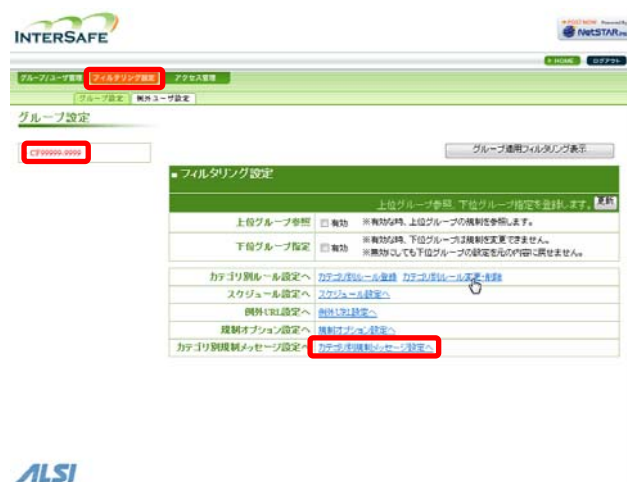 INTERSAFE
NetSTAR
HOME ログアウト
グループ/ユーザ管理 フィルタリング設定 アクセス管理
グループ設定 例外ユーザ設定
グループ設定
CF99999-9999
グループ適用フィルタリング表示
■フィルタリング設定
上位グループ参照、下位グループ指定を登録します。 更新
上位グループ参照 有効 ※有効な時、上位グループの規制を参照します。
下位グループ指定 有効 ※有効な時、下位グループは規制を変更できません。
※無効にしても下位グループの設定を元の内容に戻せません。
カテゴリ別ルール設定へ カテゴリ別ルール登録 カテゴリ別ルール変更・削除
スケジュール設定へ スケジュール設定へ
例外URL設定へ 例外URL設定へ
規制オプション設定へ 規制オプション設定へ
カテゴリ別規制メッセージ設定へ カテゴリ別規制メッセージ設定へ
ALSI